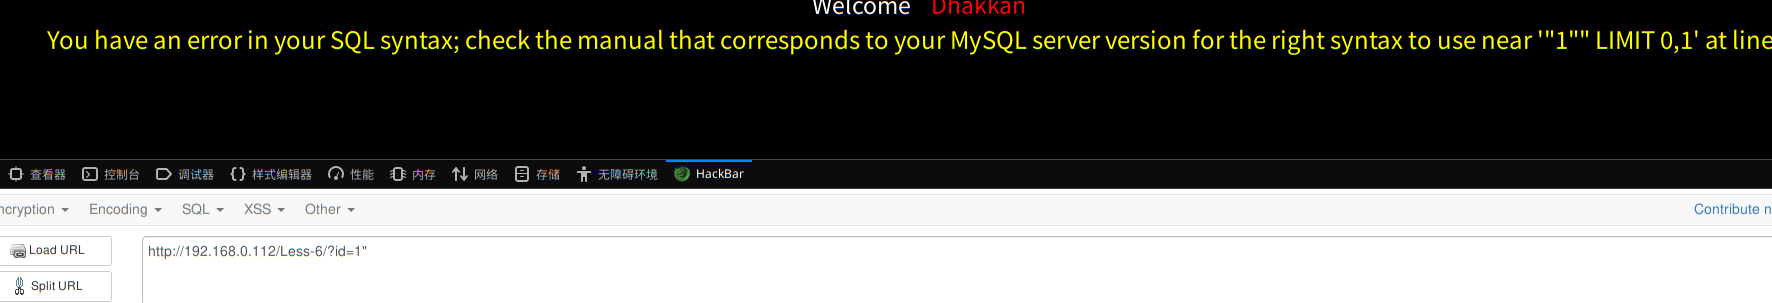 Welcome Dhakkan
You have an error in your SQL syntax; check the manual that corresponds to your MySQL server version for the right syntax to use near '"1"" LIMIT 0,1' at line
查看器 控制台 调试器 {} 样式编辑器 性能 内存 网络 存储 无障碍环境 HackBar
ncryption Encoding SQL XSS Other Contribute n
Load URL http://192.168.0.112/Less-6/?id=1"
Split URL